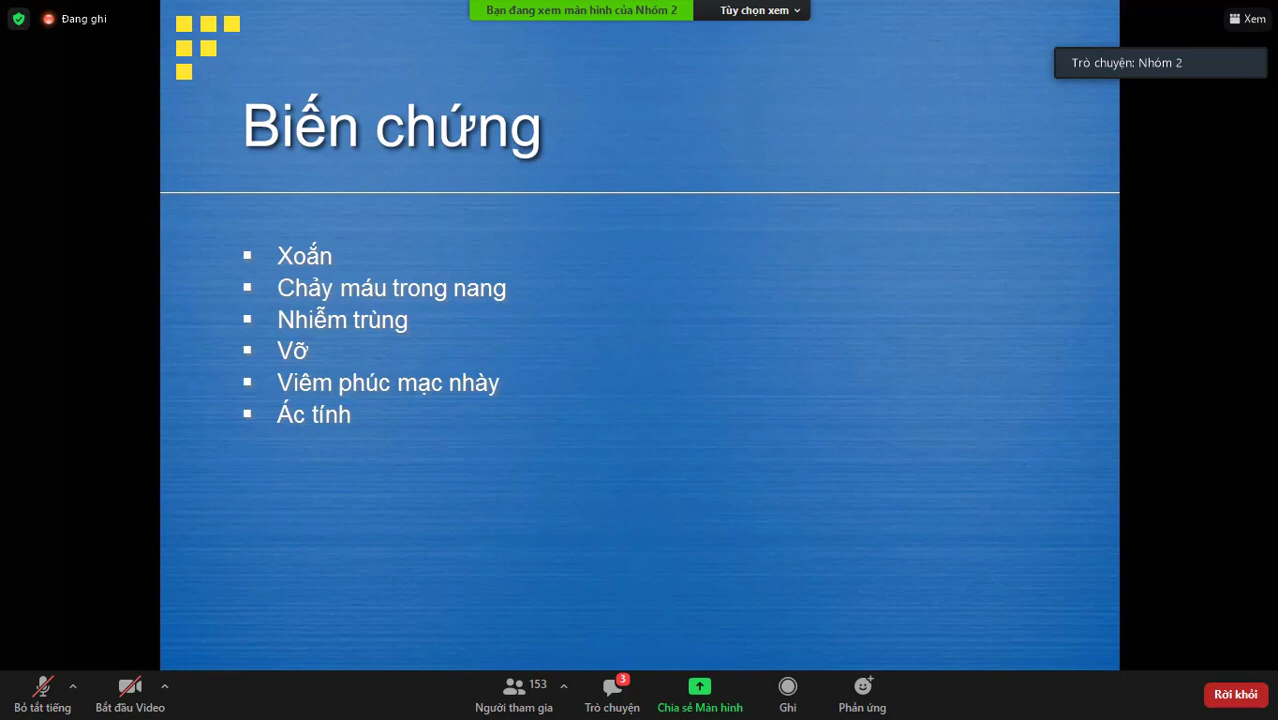 Đang ghi
Bạn đang xem màn hình của Nhóm 2
Tùy chọn xem
Xem
Trò chuyện: Nhóm 2
Biến chứng
Xoắn
Chảy máu trong nang
Nhiễm trùng
Vỡ
Viêm phúc mạc nhày
Ác tính
Bỏ tắt tiếng
Bắt đầu Video
153
Người tham gia
3
Trò chuyện
Chia sẻ Màn hình
Ghi
Phản ứng
Rời khỏi